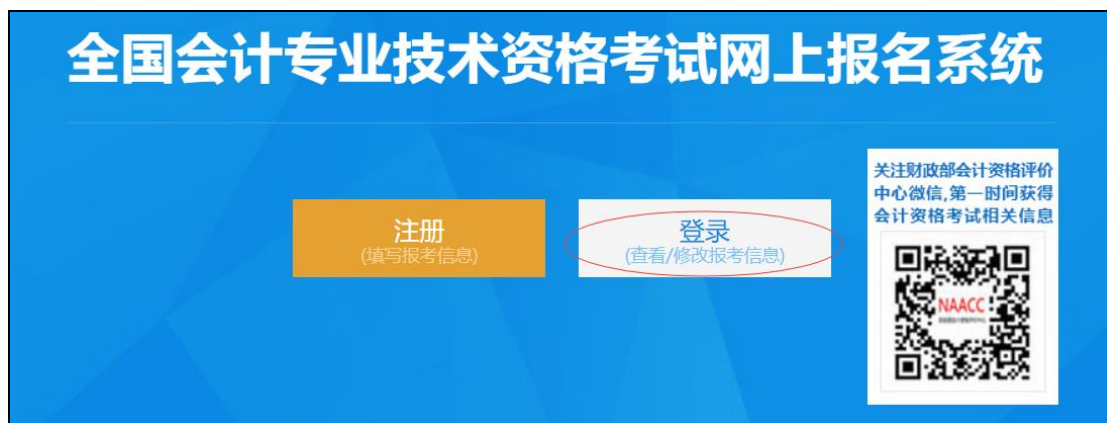 全国会计专业技术资格考试网上报名系统
关注财政部会计资格评价
中心微信,第一时间获得
会计资格考试相关信息
注册
(填写报考信息)
登录
(查看/修改报考信息)
NAACC